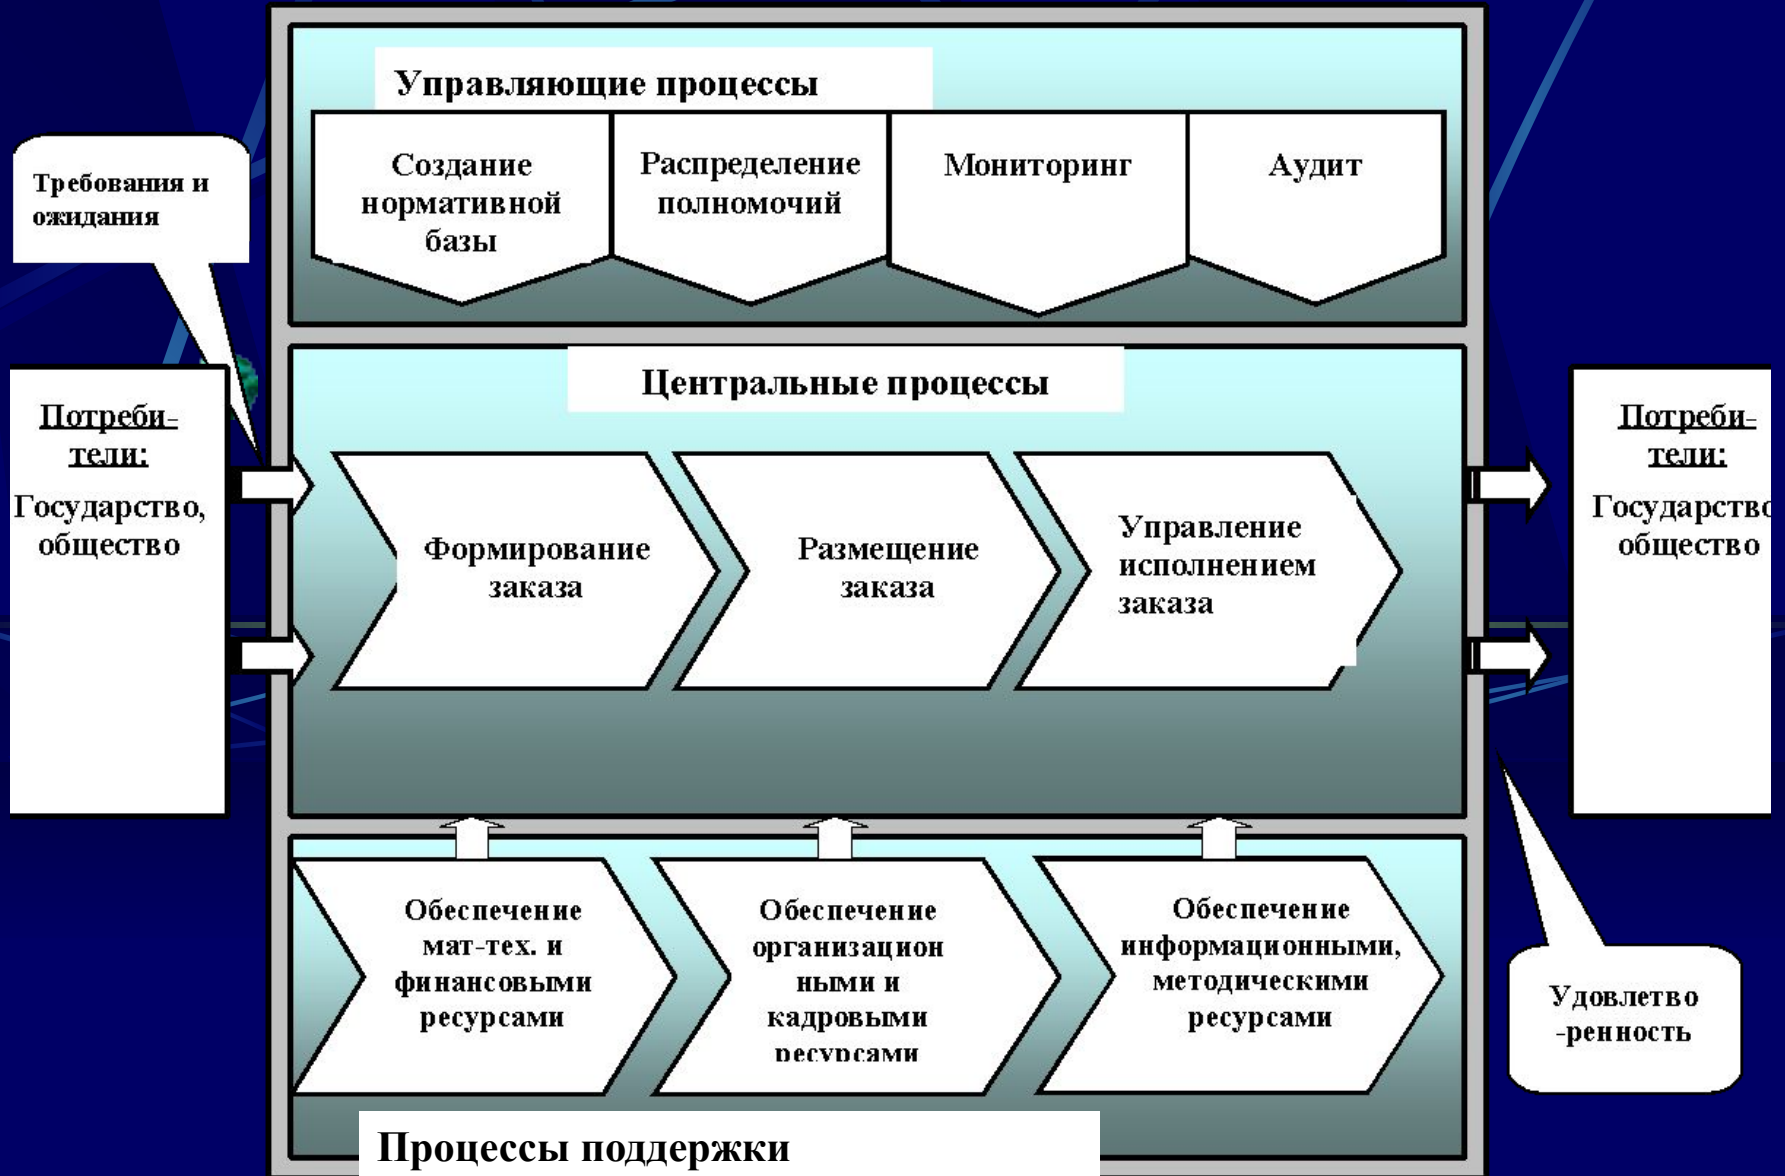 Управляющие процессы
Создание
нормативной
базы
Распределение
полномочий
Мониторинг
Аудит
Требования и
ожидания
Потреби-
тели:
Государство,
общество
Центральные процессы
Формирование
заказа
Размещение
заказа
Управление
исполнением
заказа
Потреби-
тели:
Государство
общество
Обеспечение
мат-тех. и
финансовыми
ресурсами
Обеспечение
организацион
ными и
кадровыми
ресурсами
Обеспечение
информационными,
методическими
ресурсами
Удовлетво
-ренность
Процессы поддержки